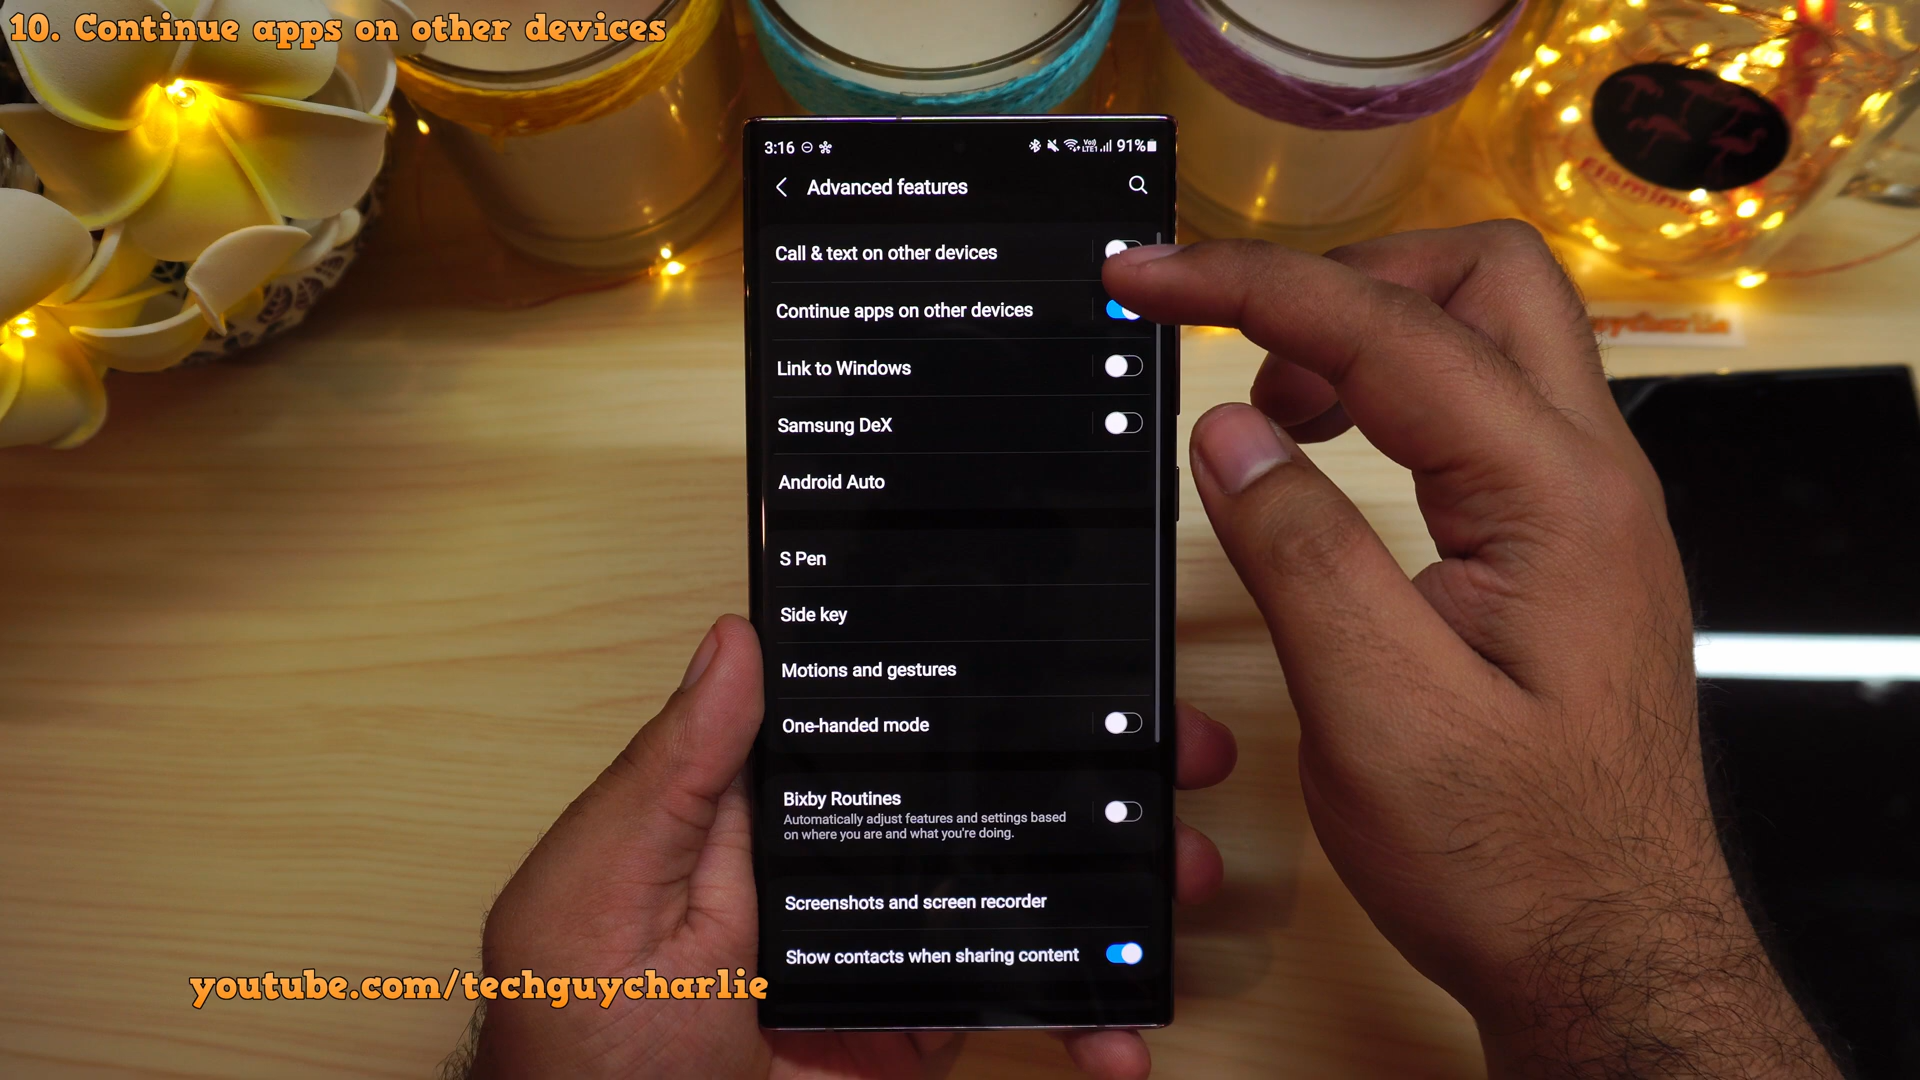 10. Continue apps on other devices
3:16
Vo)
LTE1
91%
Advanced features
Call & text on other devices
Continue apps on other devices
Link to Windows
Samsung DeX
Android Auto
S Pen
Side key
Motions and gestures
One-handed mode
Bixby Routines
Automatically adjust features and settings based
on where you are and what you're doing.
Screenshots and screen recorder
Show contacts when sharing content
youtube.com/techguycharlie